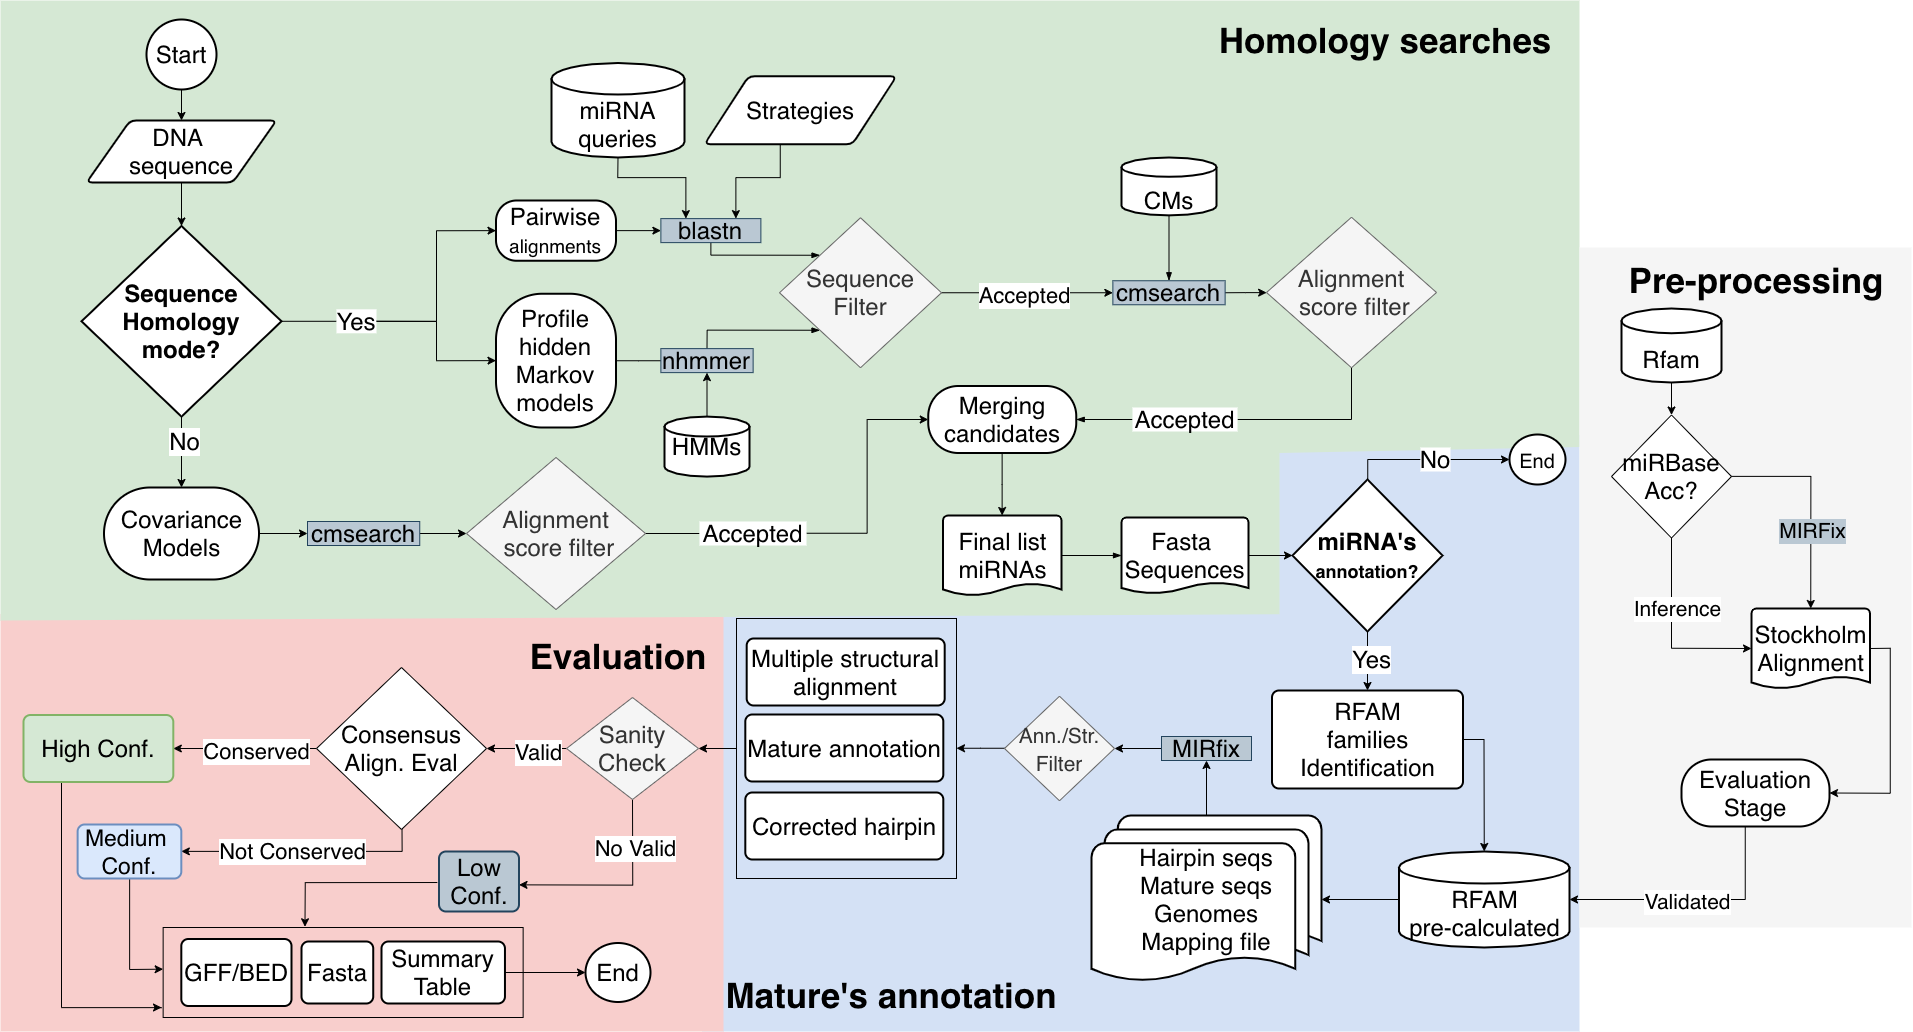 Homology searches
Start
DNA
sequence
Sequence
Homology
mode?
Yes
No
miRNA
queries
Strategies
Pairwise
alignments
blastn
Profile
hidden
Markov
models
nhmmer
HMMs
Sequence
Filter
Accepted
CMs
cmsearch
Alignment
score filter
Accepted
Merging
candidates
Covariance
Models
cmsearch
Alignment
score filter
Accepted
Final list
miRNAs
Fasta
Sequences
miRNA's
annotation?
No
End
Yes
RFAM
families
Identification
RFAM
pre-calculated
Hairpin seqs
Mature seqs
Genomes
Mapping file
MIRfix
Ann./Str.
Filter
Multiple structural
alignment
Mature annotation
Corrected hairpin
Mature's annotation
Pre-processing
Rfam
miRBase
Acc?
MIRFix
Inference
Stockholm
Alignment
Evaluation
Stage
Validated
Evaluation
Sanity
Check
Valid
No Valid
Consensus
Align. Eval
Conserved
Not Conserved
High Conf.
Medium
Conf.
Low
Conf.
GFF/BED
Fasta
Summary
Table
End